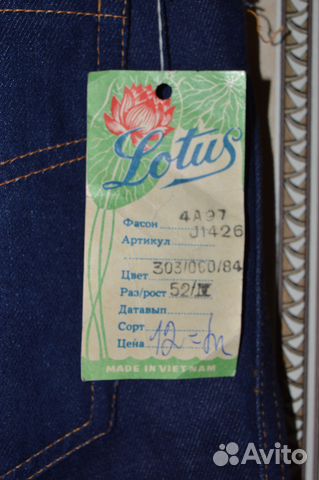 Lotus
Фасон 4А97
Артикул J1426
Цвет 303/060/84
Раз/рост 52/IV
Датавып
Сорт
Цена 12=
MADE IN VIETNAM
Avito